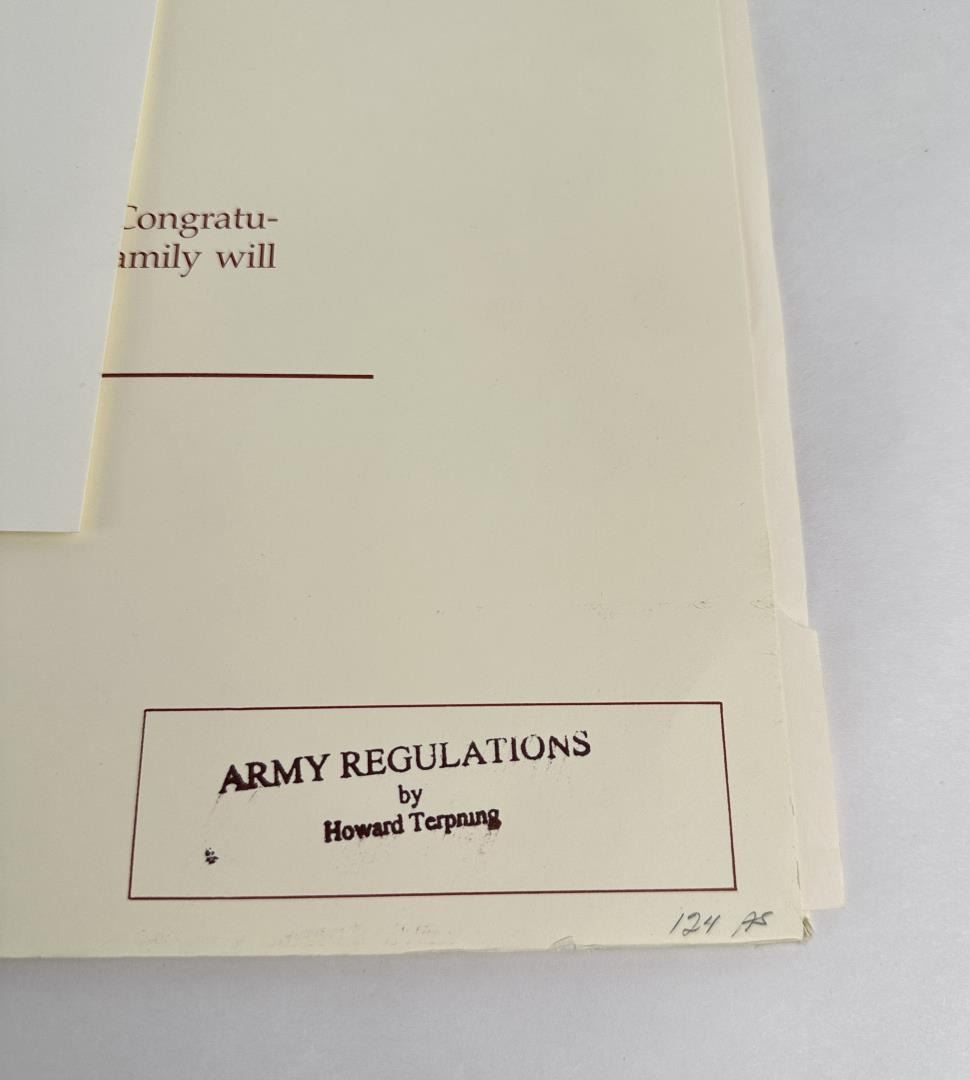 Congratu-
amily will
ARMY REGULATIONS
by
Howard Terpning
124 AS